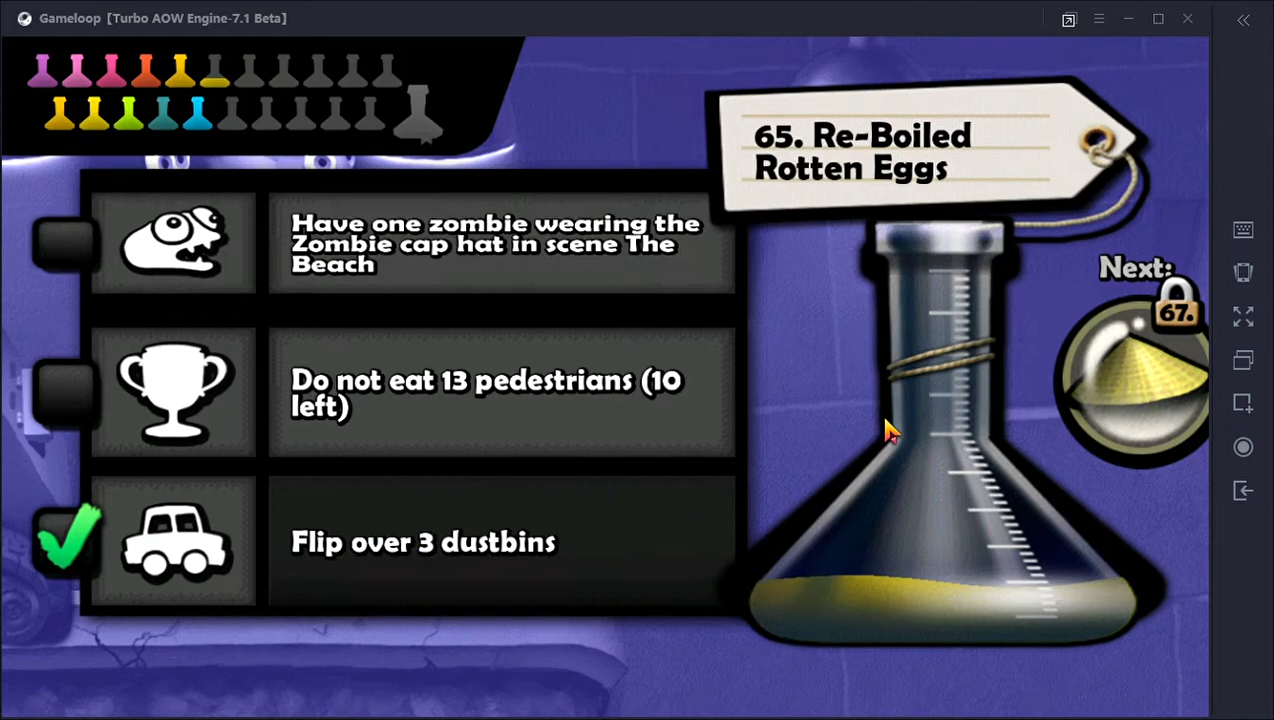 Gameloop【Turbo AOW Engine-7.1 Beta】
65. Re-Boiled
Rotten Eggs
Have one zombie wearing the
Zombie cap hat in scene The
Beach
Next:
67.
Do not eat 13 pedestrians (10
left)
Flip over 3 dustbins